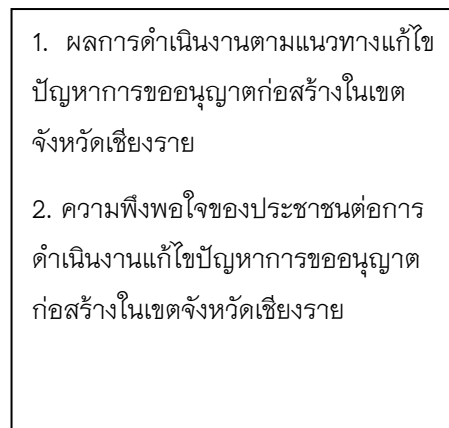 1. ผลการดำเนินงานตามแนวทางแก้ไข
ปัญหาการขออนุญาตก่อสร้างในเขต
จังหวัดเชียงราย
2. ความพึงพอใจของประชาชนต่อการ
ดำเนินงานแก้ไขปัญหาการขออนุญาต
ก่อสร้างในเขตจังหวัดเชียงราย